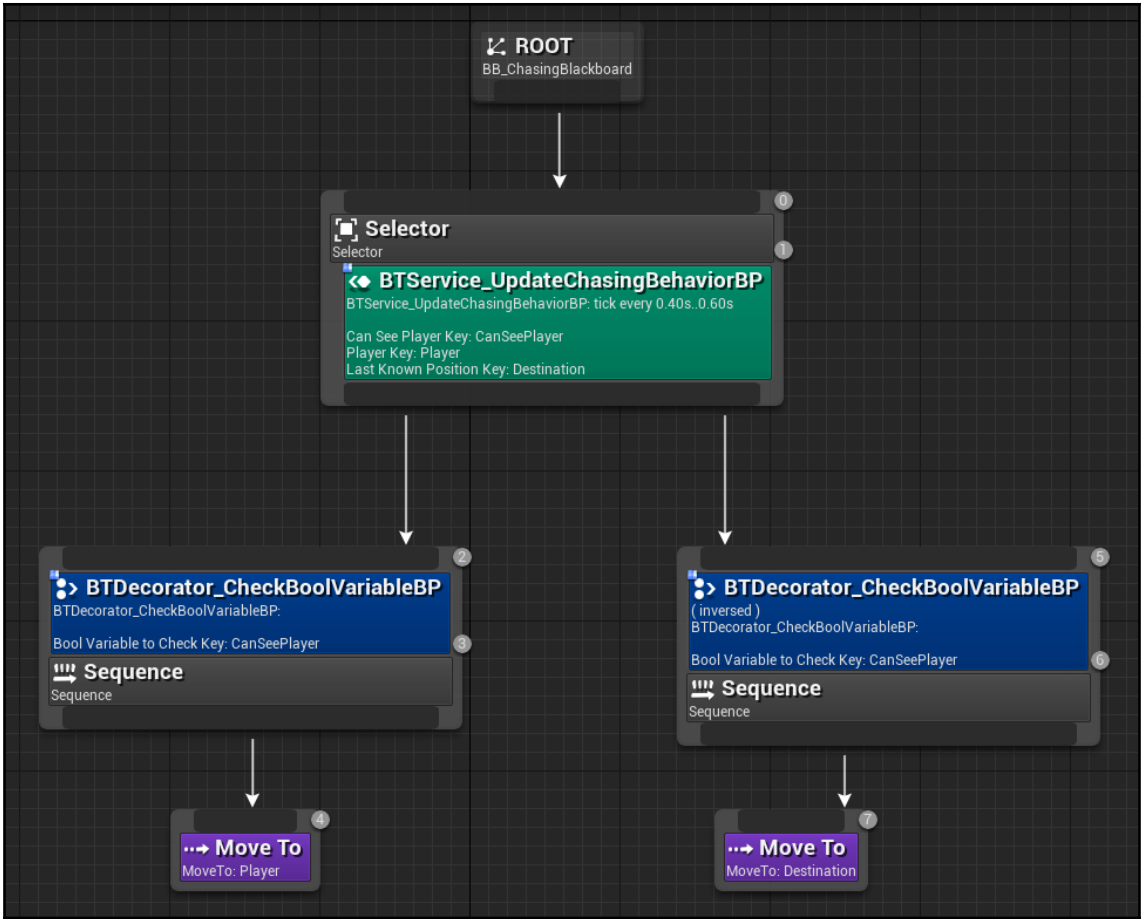 ROOT
BB_ChasingBlackboard
0
Selector
Selector
1
BTService_UpdateChasingBehaviorBP
BTService_UpdateChasingBehaviorBP: tick every 0.40s..0.60s
Can See Player Key: CanSeePlayer
Player Key: Player
Last Known Position Key: Destination
2
BTDecorator_CheckBoolVariableBP
BTDecorator_CheckBoolVariableBP:
Bool Variable to Check Key: CanSeePlayer
3
Sequence
Sequence
4
Move To
MoveTo: Player
5
BTDecorator_CheckBoolVariableBP
( inversed )
BTDecorator_CheckBoolVariableBP:
Bool Variable to Check Key: CanSeePlayer
6
Sequence
Sequence
7
Move To
MoveTo: Destination